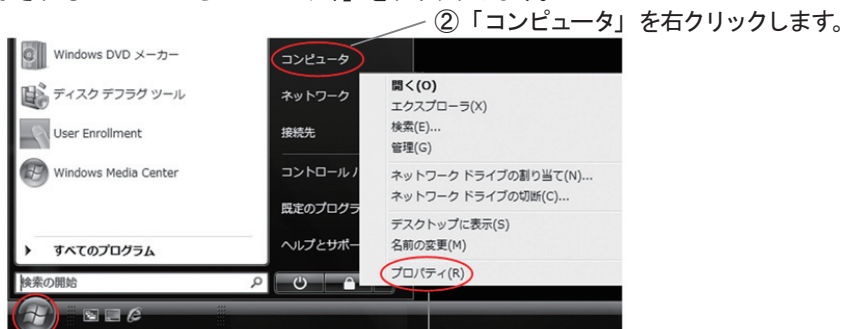 ②「コンピュータ」を右クリックします。
Windows DVD メーカー
ディスク デフラグ ツール
User Enrollment
Windows Media Center
すべてのプログラム
検索の開始
コンピュータ
ネットワーク
接続先
コントロール
既定のプログラ
ヘルプとサポー
開く(O)
エクスプローラ(X)
検索(E)...
管理(G)
ネットワーク ドライブの割り当て(N)...
ネットワーク ドライブの切断(C)...
デスクトップに表示(S)
名前の変更(M)
プロパティ(R)